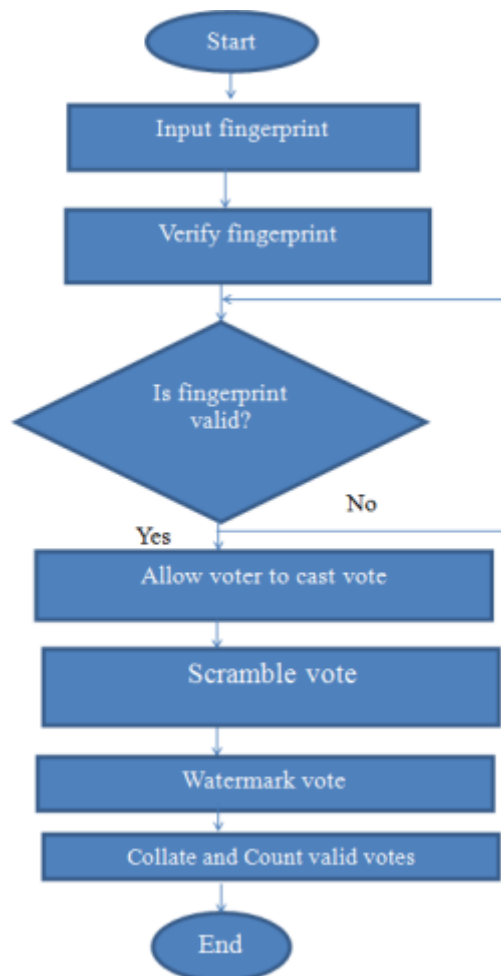 Start
Input fingerprint
Verify fingerprint
Is fingerprint
valid?
No
Yes
Allow voter to cast vote
Scramble vote
Watermark vote
Collate and Count valid votes
End